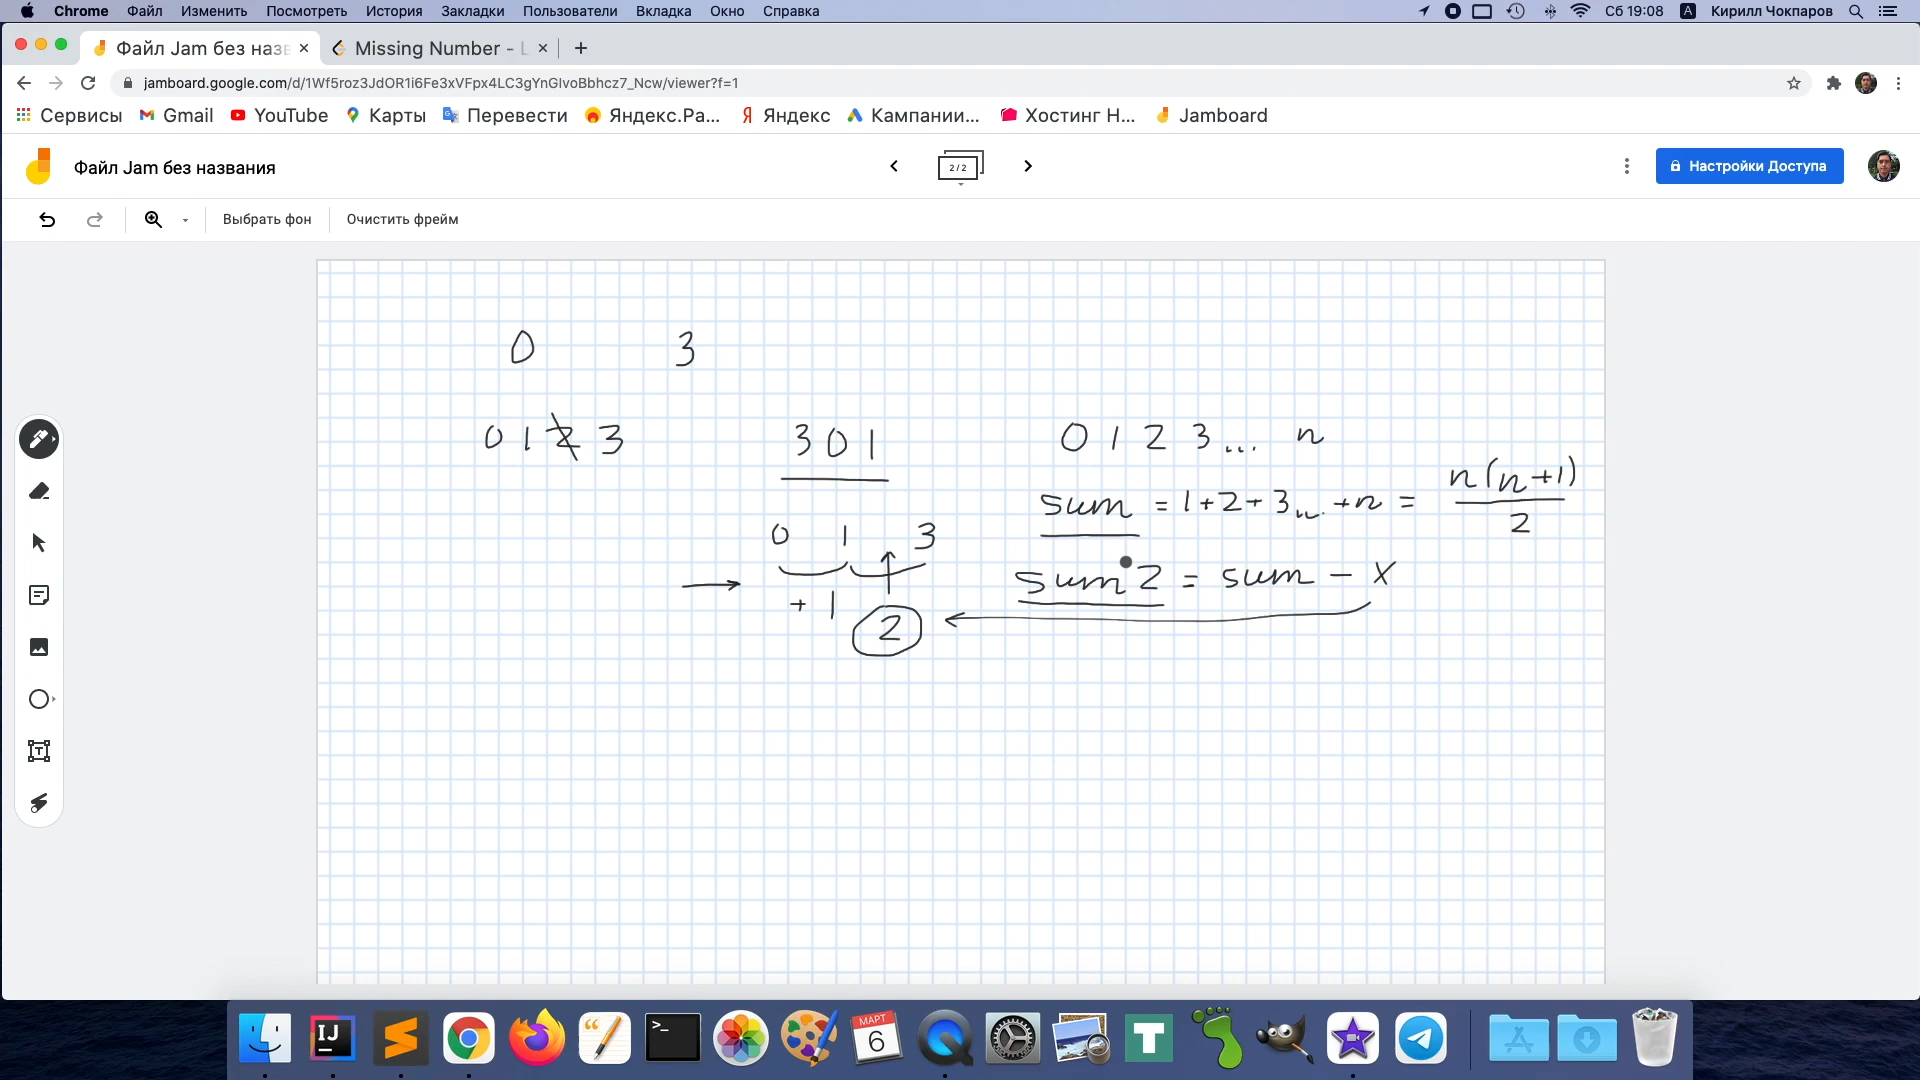 Chrome Файл Изменить Посмотреть История Закладки Пользователи Вкладка Окно Справка Сб 19:08 A Кирилл Чокпаров
Файл Jam без назв Missing Number - L
jamboard.google.com/d/1Wf5roz3JdOR1i6Fe3xVFpx4LC3gYnGlvoBbhcz7_Ncw/viewer?f=1
Сервисы Gmail YouTube Карты Перевести Яндекс.Ра... Яндекс Кампании... Хостинг Н... Jamboard
Файл Jam без названия 2 / 2 Настройки Доступа
Выбрать фон Очистить фрейм
0 3
0 1 2 3 3 0 1 0 1 2 3 ... n
sum = 1 + 2 + 3 ... + n = n(n+1) / 2
0 1 3
sum 2 = sum - x
+ 1
2
T
IJ >_ МАРТ 6 T